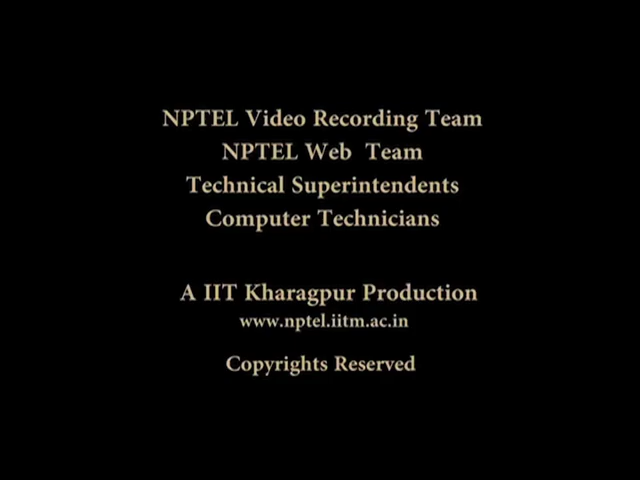 NPTEL Video Recording Team
NPTEL Web Team
Technical Superintendents
Computer Technicians
A IIT Kharagpur Production
www.nptel.iitm.ac.in
Copyrights Reserved